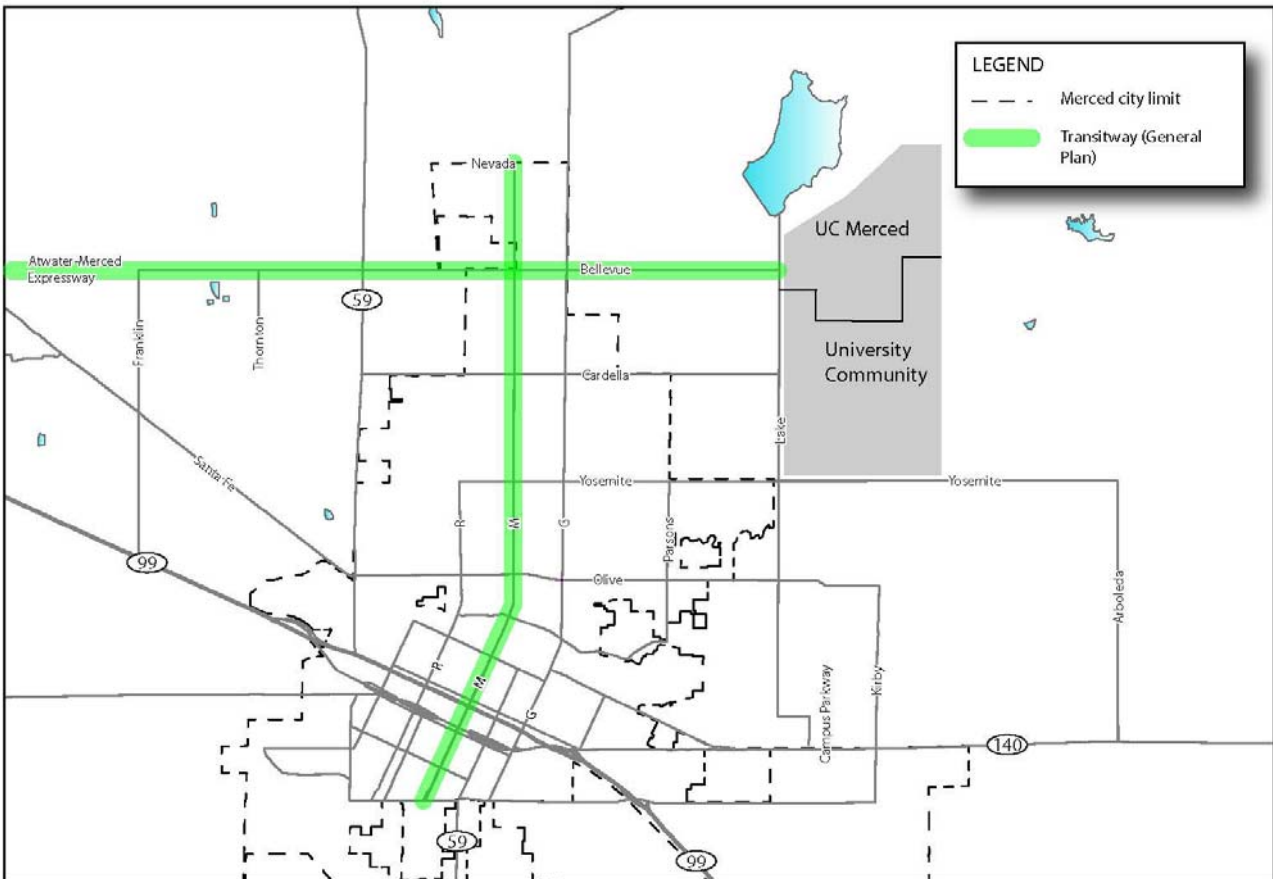 LEGEND
Merced city limit
Transitway (General
Plan)
Nevada
UC Merced
Atwater-Merced
Expressway
Bellevue
59
Franklin
Thornton
University
Community
Cardella
Lake
Santa Fe
Yosemite
Yosemite
R
M
G
Parsons
99
Olive
Arboleda
R
M
G
Kirby
Campus Parkway
140
59
99